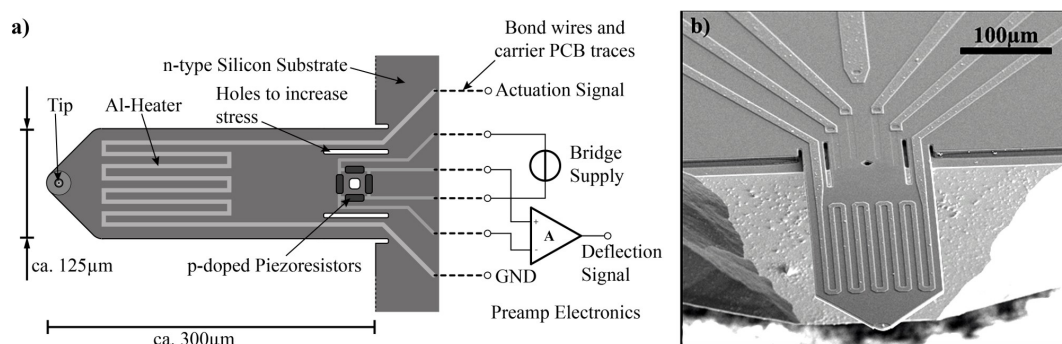 a)
Bond wires and
carrier PCB traces
n-type Silicon Substrate
Tip
Al-Heater
Holes to increase
stress
Actuation Signal
Bridge
Supply
+
A
-
Deflection
Signal
ca. 125µm
p-doped Piezoresistors
GND
Preamp Electronics
ca. 300µm
b)
100µm